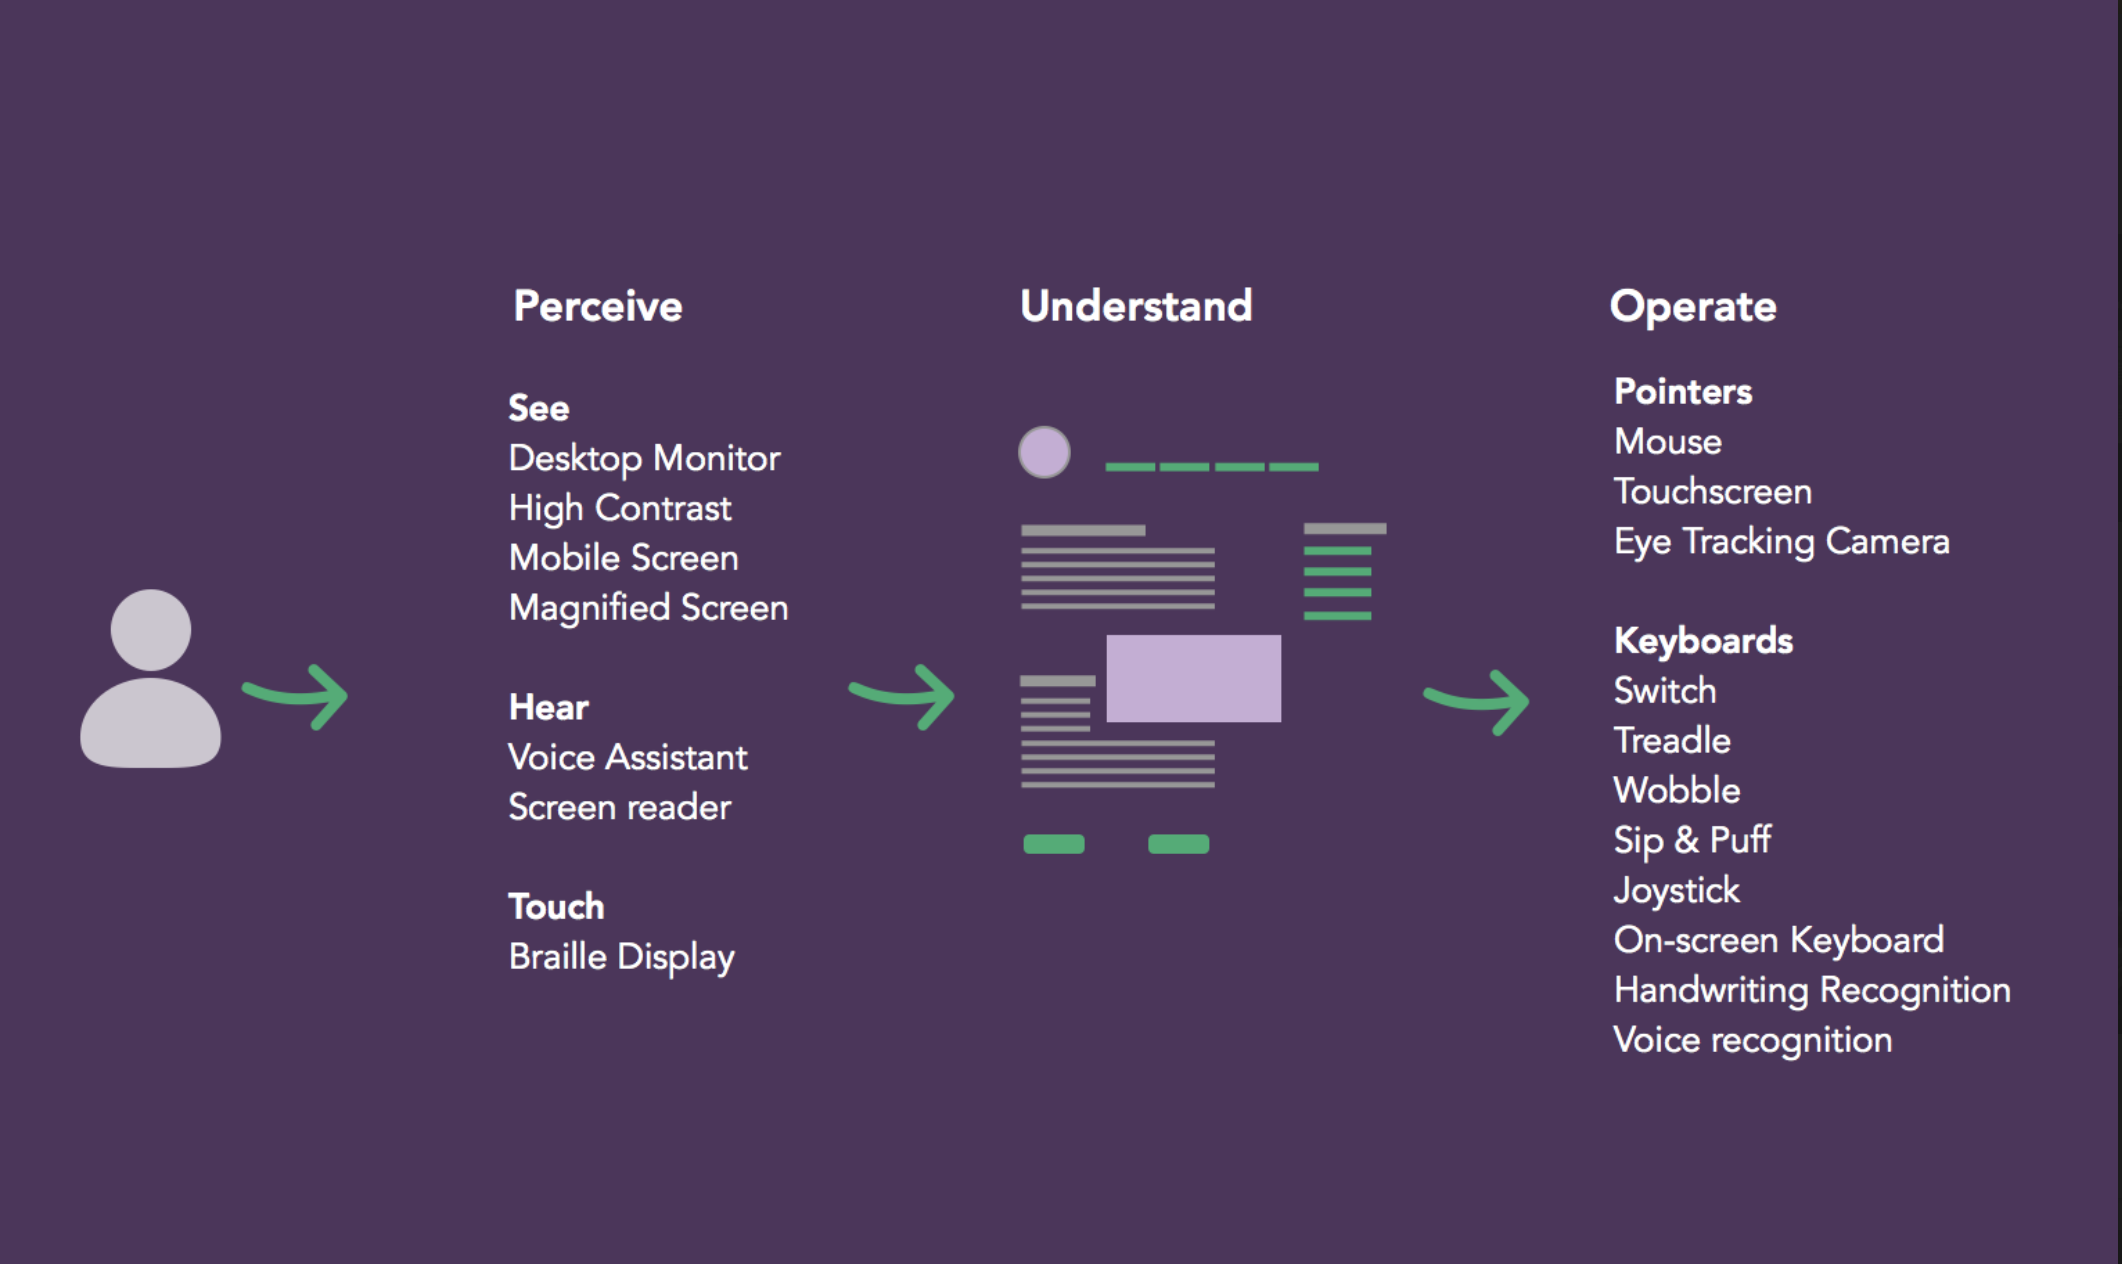 Perceive
See
Desktop Monitor
High Contrast
Mobile Screen
Magnified Screen
Hear
Voice Assistant
Screen reader
Touch
Braille Display
Understand
Operate
Pointers
Mouse
Touchscreen
Eye Tracking Camera
Keyboards
Switch
Treadle
Wobble
Sip & Puff
Joystick
On-screen Keyboard
Handwriting Recognition
Voice recognition